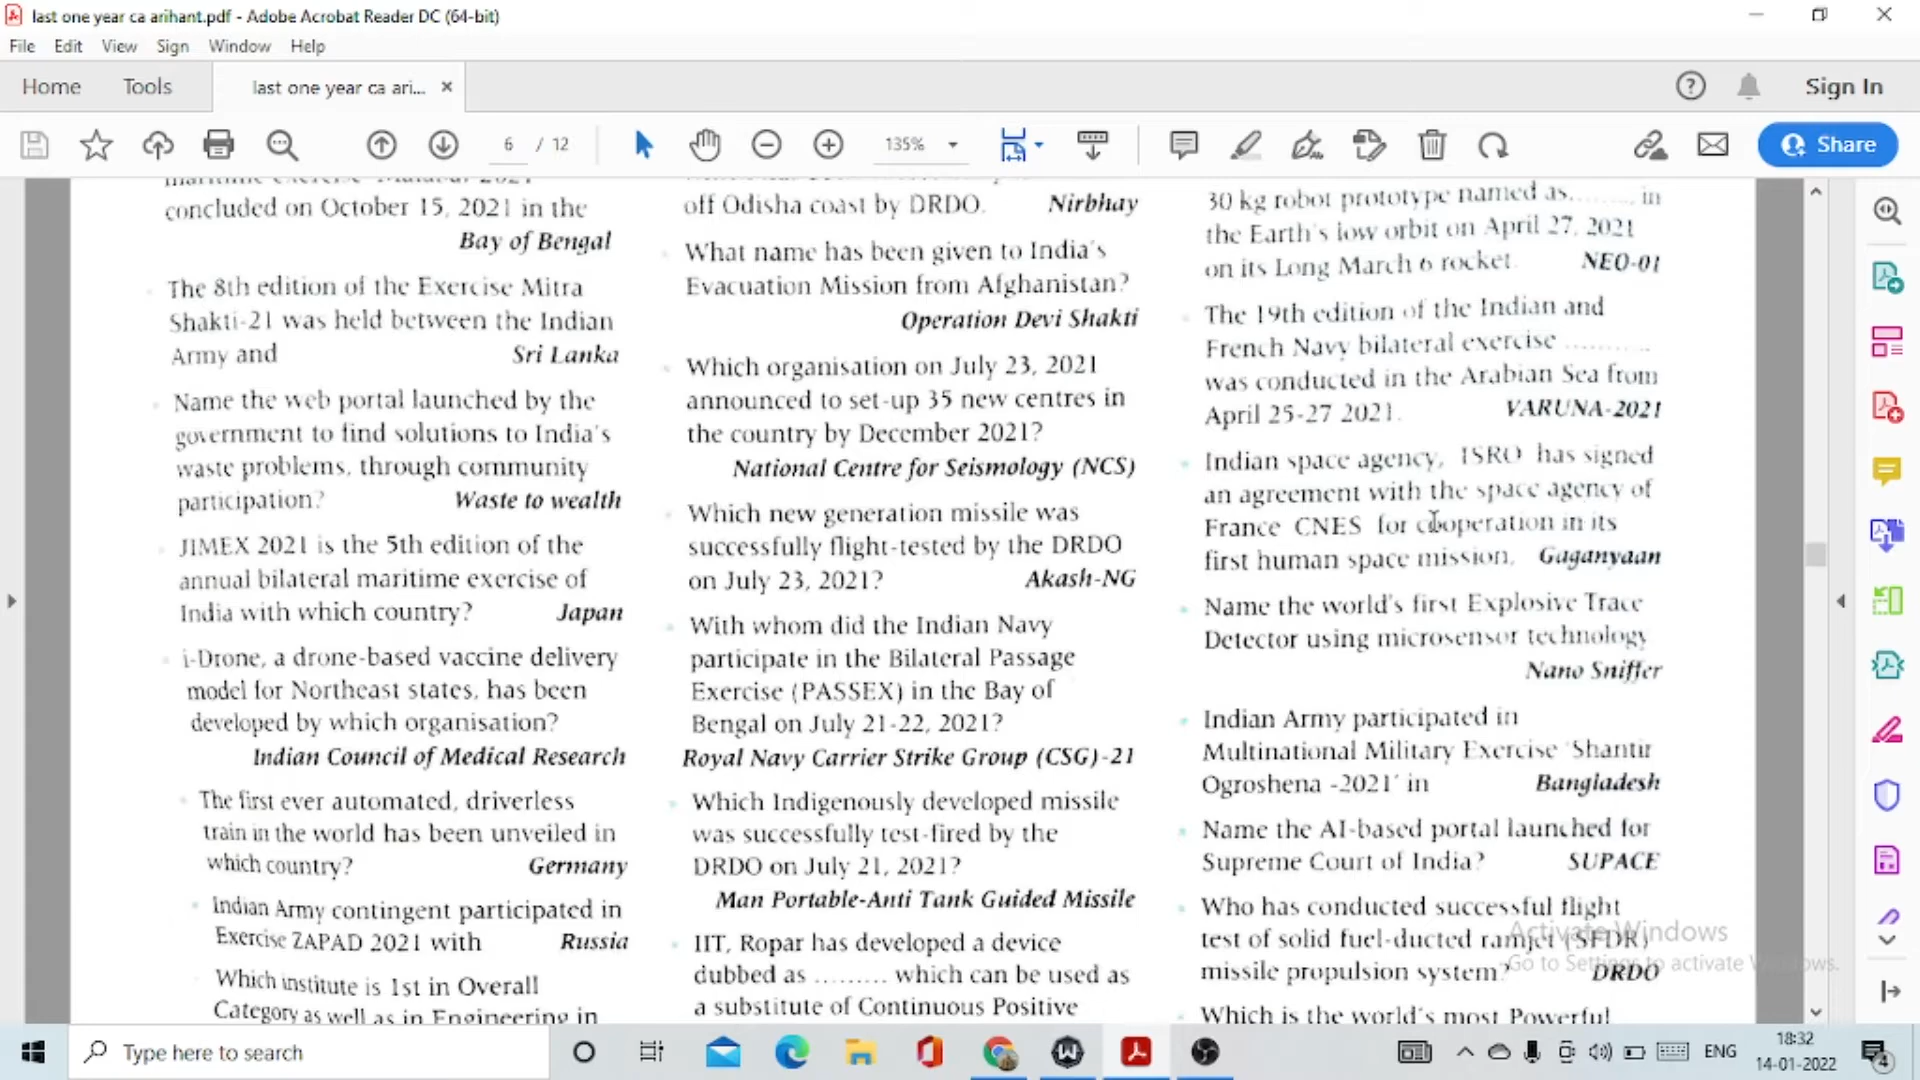 last one year ca arihant.pdf - Adobe Acrobat Reader DC (64-bit)
File Edit View Sign Window Help
Home Tools last one year ca ari... × Sign In
6 / 12 135% Share
concluded on October 15, 2021 in the
Bay of Bengal
The 8th edition of the Exercise Mitra
Shakti-21 was held between the Indian
Army and Sri Lanka
Name the web portal launched by the
government to find solutions to India's
waste problems, through community
participation? Waste to wealth
JIMEX 2021 is the 5th edition of the
annual bilateral maritime exercise of
India with which country? Japan
i-Drone, a drone-based vaccine delivery
model for Northeast states, has been
developed by which organisation?
Indian Council of Medical Research
The first ever automated, driverless
train in the world has been unveiled in
which country? Germany
Indian Army contingent participated in
Exercise ZAPAD 2021 with Russia
Which institute is 1st in Overall
Category as well as in Engineering in
off Odisha coast by DRDO. Nirbhay
What name has been given to India's
Evacuation Mission from Afghanistan?
Operation Devi Shakti
Which organisation on July 23, 2021
announced to set-up 35 new centres in
the country by December 2021?
National Centre for Seismology (NCS)
Which new generation missile was
successfully flight-tested by the DRDO
on July 23, 2021? Akash-NG
With whom did the Indian Navy
participate in the Bilateral Passage
Exercise (PASSEX) in the Bay of
Bengal on July 21-22, 2021?
Royal Navy Carrier Strike Group (CSG)-21
Which Indigenously developed missile
was successfully test-fired by the
DRDO on July 21, 2021?
Man Portable-Anti Tank Guided Missile
IIT, Ropar has developed a device
dubbed as ......... which can be used as
a substitute of Continuous Positive
30 kg robot prototype named as......... in
the Earth's low orbit on April 27, 2021
on its Long March 6 rocket. NEO-01
The 19th edition of the Indian and
French Navy bilateral exercise ..........
was conducted in the Arabian Sea from
April 25-27 2021. VARUNA-2021
Indian space agency, ISRO has signed
an agreement with the space agency of
France CNES for cooperation in its
first human space mission, Gaganyaan
Name the world's first Explosive Trace
Detector using microsensor technology
Nano Sniffer
Indian Army participated in
Multinational Military Exercise 'Shantir
Ogroshena -2021' in Bangladesh
Name the AI-based portal launched for
Supreme Court of India? SUPACE
Who has conducted successful flight
test of solid fuel-ducted ramjet (SFDR)
missile propulsion system? DRDO
Which is the world's most Powerful
Activate Windows
Go to Settings to activate Windows.
Type here to search
ENG
18:32
14-01-2022
4